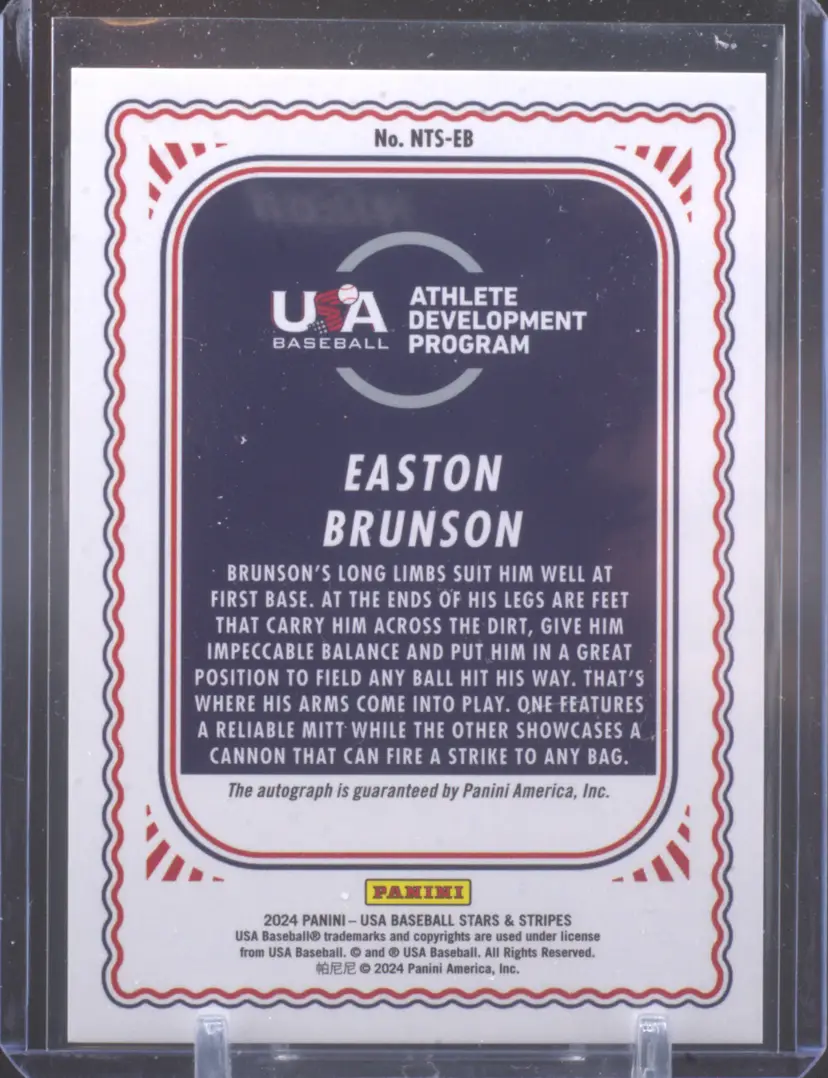 No. NTS-EB
USA ATHLETE
DEVELOPMENT
BASEBALL PROGRAM
EASTON
BRUNSON
BRUNSON'S LONG LIMBS SUIT HIM WELL AT
FIRST BASE. AT THE ENDS OF HIS LEGS ARE FEET
THAT CARRY HIM ACROSS THE DIRT, GIVE HIM
IMPECCABLE BALANCE AND PUT HIM IN A GREAT
POSITION TO FIELD ANY BALL HIT HIS WAY. THAT'S
WHERE HIS ARMS COME INTO PLAY. ONE FEATURES
A RELIABLE MITT WHILE THE OTHER SHOWCASES A
CANNON THAT CAN FIRE A STRIKE TO ANY BAG.
The autograph is guaranteed by Panini America, Inc.
PANINI
2024 PANINI – USA BASEBALL STARS & STRIPES
USA Baseball® trademarks and copyrights are used under license
from USA Baseball. © and ® USA Baseball. All Rights Reserved.
帕尼尼 © 2024 Panini America, Inc.